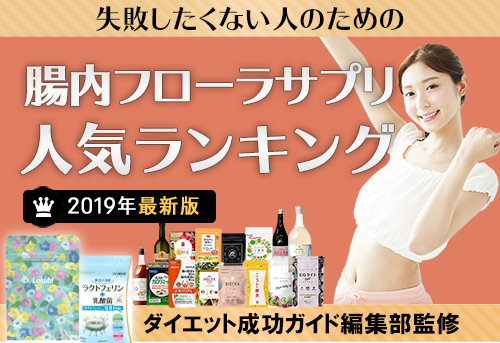 失敗したくない人のための
腸内フローラサプリ
人気ランキング
2019年最新版
Lakubi
ラクトフェリン
乳酸菌
ダイエット成功ガイド編集部監修